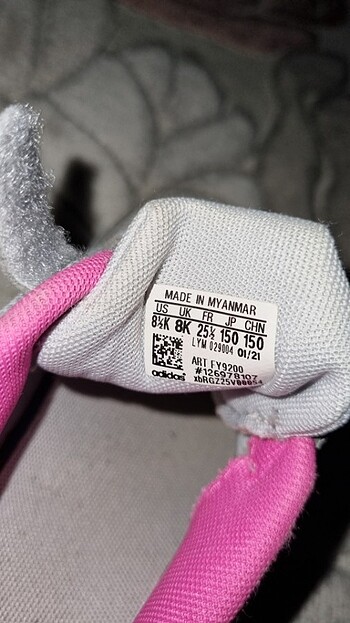 MADE IN MYANMAR
US UK FR JP CHN
8½K 8K 25½ 150 150
LYM 029004 01/21
ART FY9200
#126978107
adidas